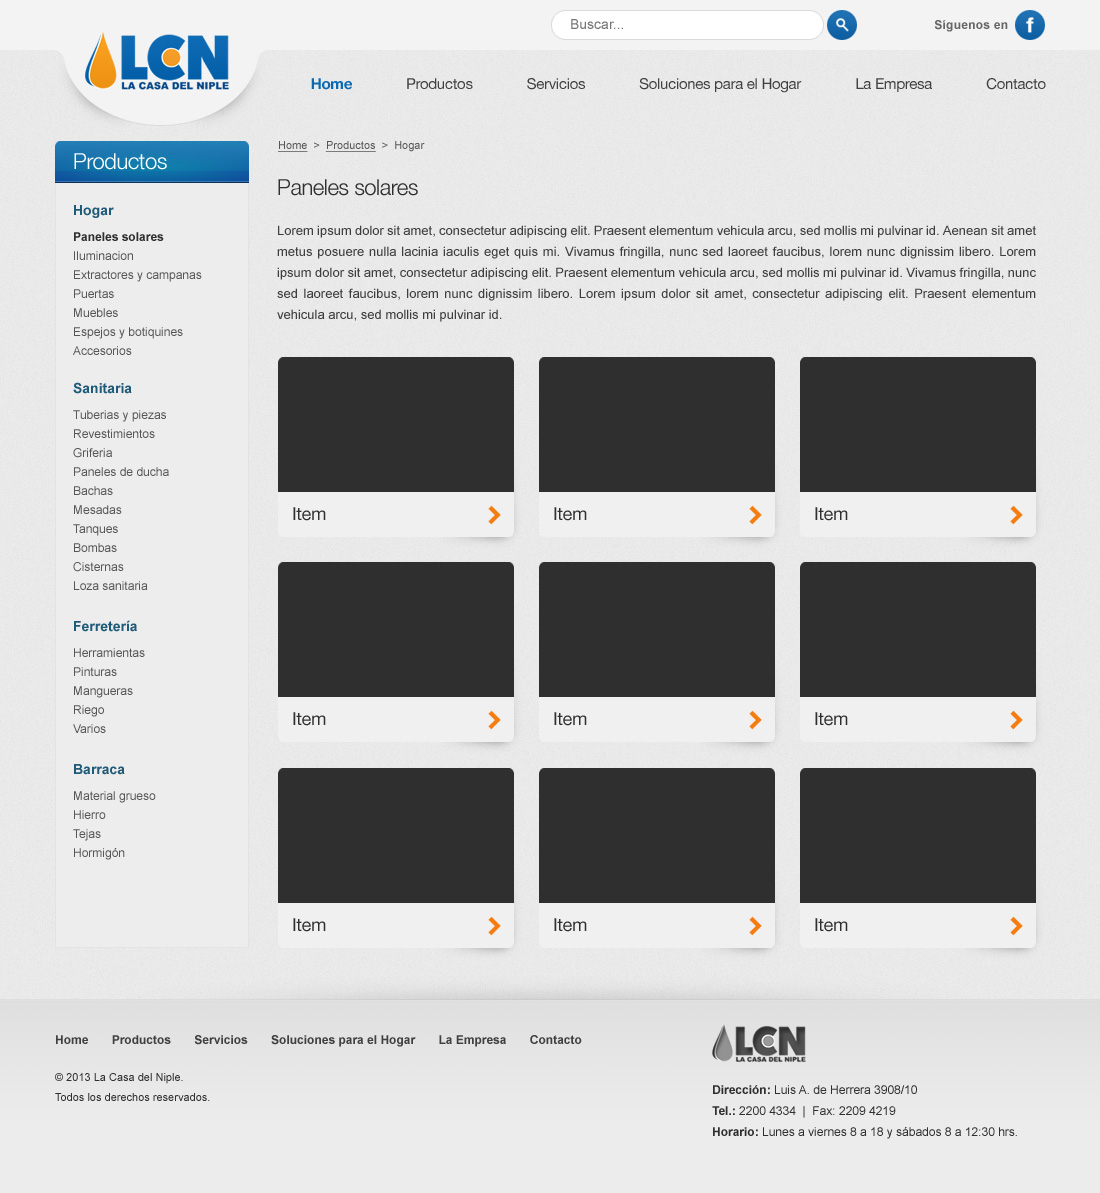 Buscar...
Síguenos en f
LCN
LA CASA DEL NIPLE
Home Productos Servicios Soluciones para el Hogar La Empresa Contacto
Productos
Hogar
Paneles solares
Iluminacion
Extractores y campanas
Puertas
Muebles
Espejos y botiquines
Accesorios
Sanitaria
Tuberias y piezas
Revestimientos
Griferia
Paneles de ducha
Bachas
Mesadas
Tanques
Bombas
Cisternas
Loza sanitaria
Ferretería
Herramientas
Pinturas
Mangueras
Riego
Varios
Barraca
Material grueso
Hierro
Tejas
Hormigón
Home > Productos > Hogar
Paneles solares
Lorem ipsum dolor sit amet, consectetur adipiscing elit. Praesent elementum vehicula arcu, sed mollis mi pulvinar id. Aenean sit amet
metus posuere nulla lacinia iaculis eget quis mi. Vivamus fringilla, nunc sed laoreet faucibus, lorem nunc dignissim libero. Lorem
ipsum dolor sit amet, consectetur adipiscing elit. Praesent elementum vehicula arcu, sed mollis mi pulvinar id. Vivamus fringilla, nunc
sed laoreet faucibus, lorem nunc dignissim libero. Lorem ipsum dolor sit amet, consectetur adipiscing elit. Praesent elementum
vehicula arcu, sed mollis mi pulvinar id.
Item Item Item
Item Item Item
Item Item Item
Home Productos Servicios Soluciones para el Hogar La Empresa Contacto
© 2013 La Casa del Niple.
Todos los derechos reservados.
LCN
LA CASA DEL NIPLE
Dirección: Luis A. de Herrera 3908/10
Tel.: 2200 4334 | Fax: 2209 4219
Horario: Lunes a viernes 8 a 18 y sábados 8 a 12:30 hrs.